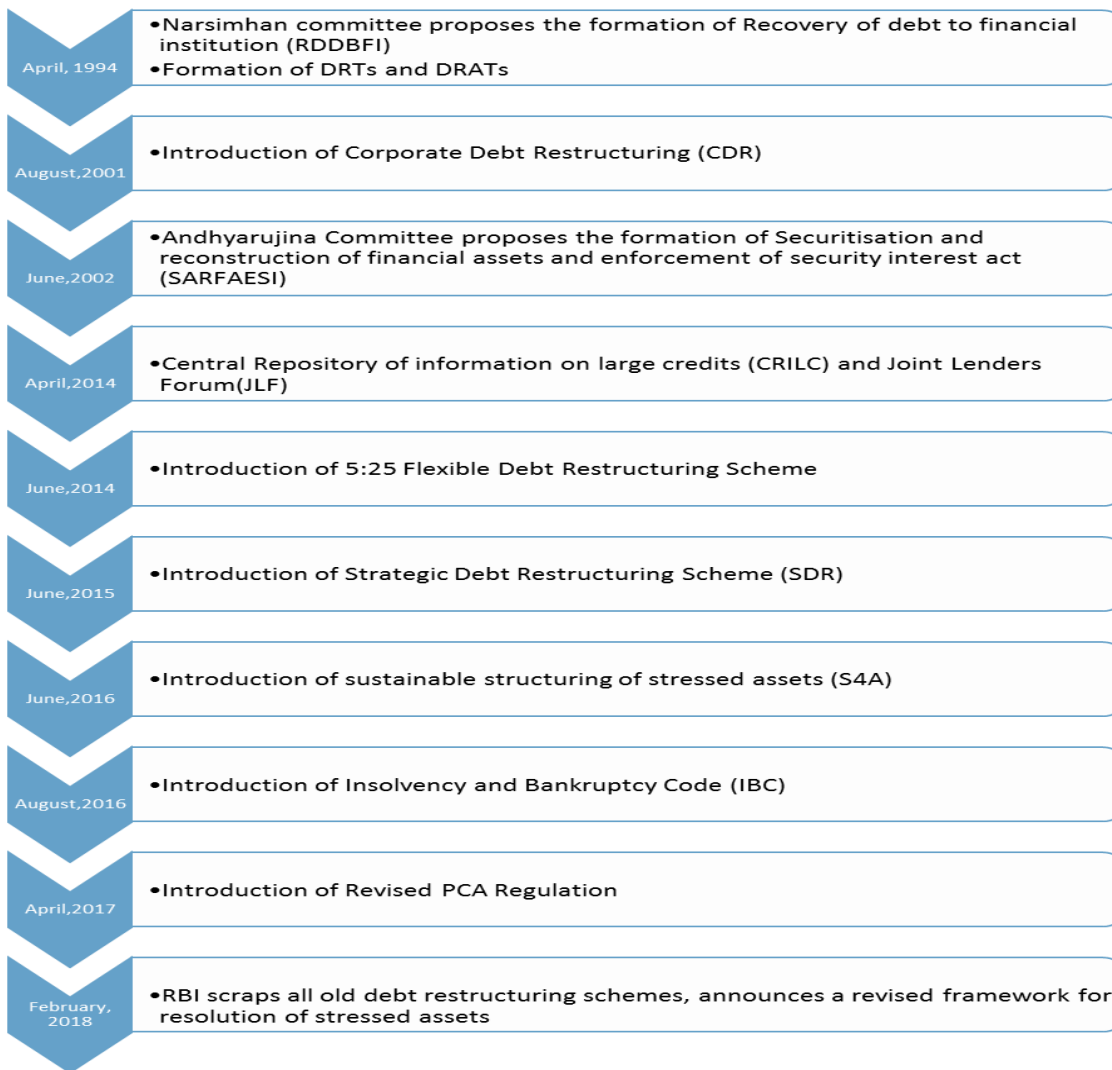 April, 1994
•Narsimhan committee proposes the formation of Recovery of debt to financial
institution (RDDBFI)
•Formation of DRTs and DRATs
August,2001
•Introduction of Corporate Debt Restructuring (CDR)
June,2002
•Andhyarujina Committee proposes the formation of Securitisation and
reconstruction of financial assets and enforcement of security interest act
(SARFAESI)
April,2014
•Central Repository of information on large credits (CRILC) and Joint Lenders
Forum(JLF)
June,2014
•Introduction of 5:25 Flexible Debt Restructuring Scheme
June,2015
•Introduction of Strategic Debt Restructuring Scheme (SDR)
June,2016
•Introduction of sustainable structuring of stressed assets (S4A)
August,2016
•Introduction of Insolvency and Bankruptcy Code (IBC)
April,2017
•Introduction of Revised PCA Regulation
February,
2018
•RBI scraps all old debt restructuring schemes, announces a revised framework for
resolution of stressed assets